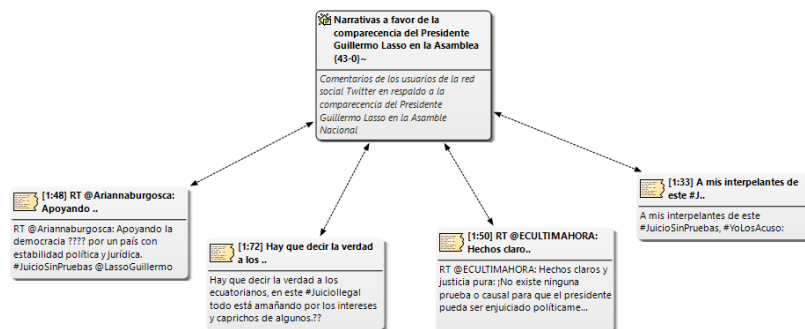 Narrativas a favor de la
comparecencia del Presidente
Guillermo Lasso en la Asamblea
{43-0}~
Comentarios de los usuarios de la red
social Twitter en respaldo a la
comparecencia del Presidente
Guillermo Lasso en la Asamble
Nacional
[1:48] RT @Ariannaburgosca:
Apoyando ..
RT @Ariannaburgosca: Apoyando la
democracia ???? por un país con
estabilidad política y jurídica.
#JuicioSinPruebas @LassoGuillermo
[1:72] Hay que decir la verdad
a los ..
Hay que decir la verdad a los
ecuatorianos, en este #JuicioIlegal
todo está amañando por los intereses
y caprichos de algunos.??
[1:50] RT @ECULTIMAHORA:
Hechos claro..
RT @ECULTIMAHORA: Hechos claros y
justicia pura: ¡No existe ninguna
prueba o causal para que el presidente
pueda ser enjuiciado políticame...
[1:33] A mis interpelantes de
este #J..
A mis interpelantes de este
#JuicioSinPruebas, #YoLosAcuso: